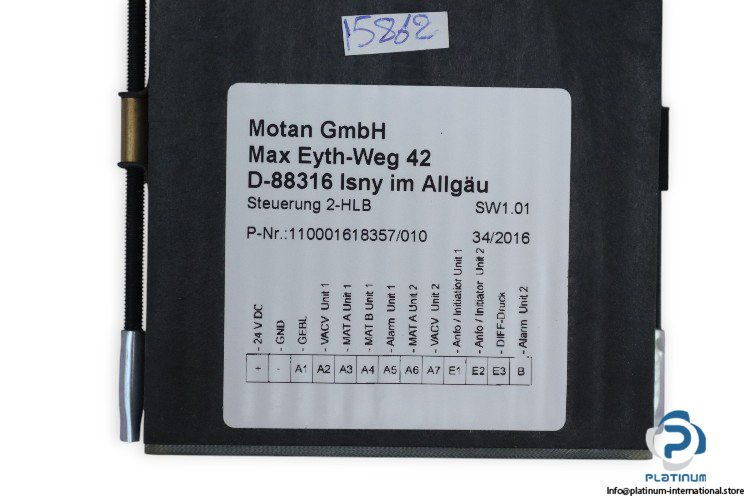 15862
Motan GmbH
Max Eyth-Weg 42
D-88316 Isny im Allgäu
Steuerung 2-HLB SW1.01
P-Nr.:110001618357/010 34/2016
- 24 V DC
- GND
- GEBL
- VACV Unit 1
- MAT A Unit 1
- MAT B Unit 1
- Alarm Unit 1
- MAT A Unit 2
- VACV Unit 2
- Anfo / Initiatior Unit 1
- Anfo / Initiator Unit 2
- DIFF-Druck
- Alarm Unit 2
+ - A1 A2 A3 A4 A5 A6 A7 E1 E2 E3 B
PLATINUM
Info@platinum-international.store